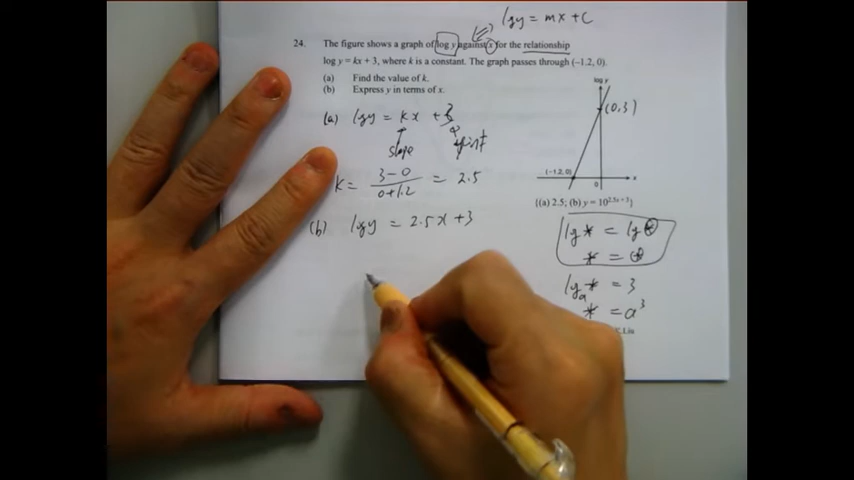 lgy = mx + c
24. The figure shows a graph of log y against x for the relationship
log y = kx + 3, where k is a constant. The graph passes through (−1.2, 0).
(a) Find the value of k.
(b) Express y in terms of x.
log y
(0,3)
(−1.2, 0)
0
x
{(a) 2.5; (b) y = 10^{2.5x + 3}}
(a) lgy = kx + 3
slope
k = \frac{3-0}{0+1.2} = 2.5
(b) logy = 2.5x + 3
lg* = lg⊛
* = ⊛
lg_a * = 3
* = a^3